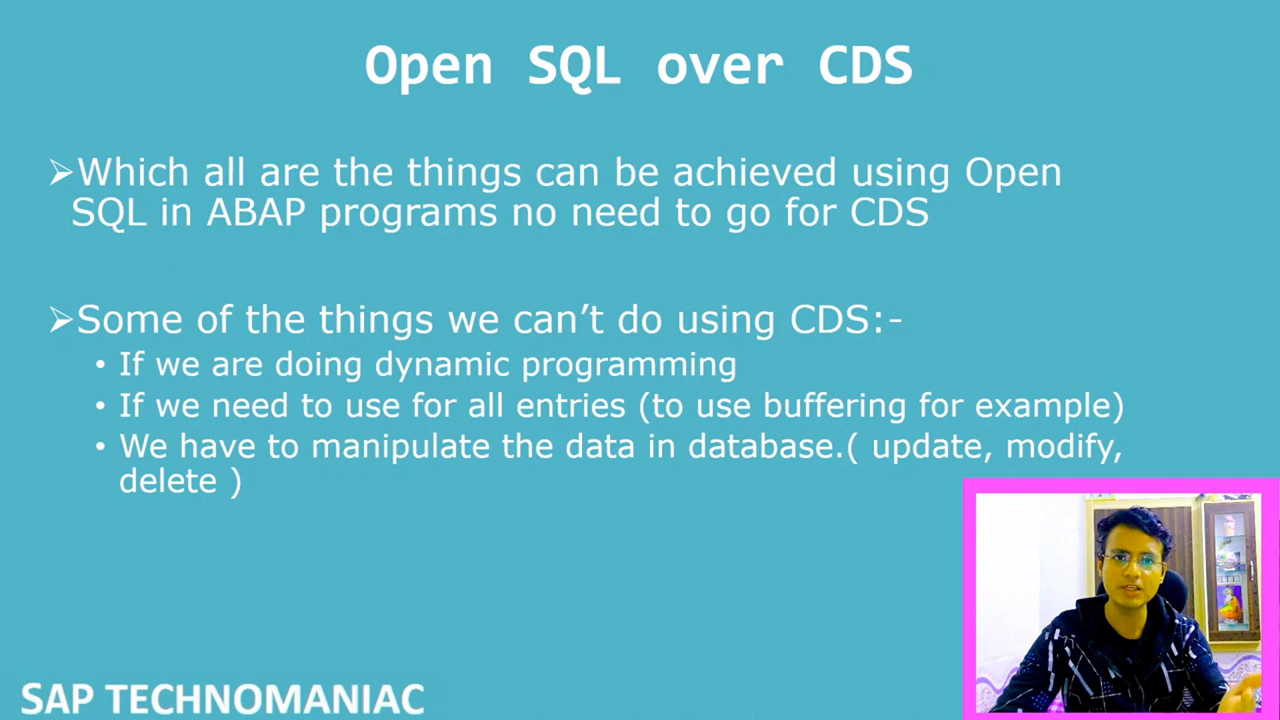 Open SQL over CDS
➢Which all are the things can be achieved using Open
SQL in ABAP programs no need to go for CDS
➢Some of the things we can’t do using CDS:-
• If we are doing dynamic programming
• If we need to use for all entries (to use buffering for example)
• We have to manipulate the data in database.( update, modify,
delete )
SAP TECHNOMANIAC